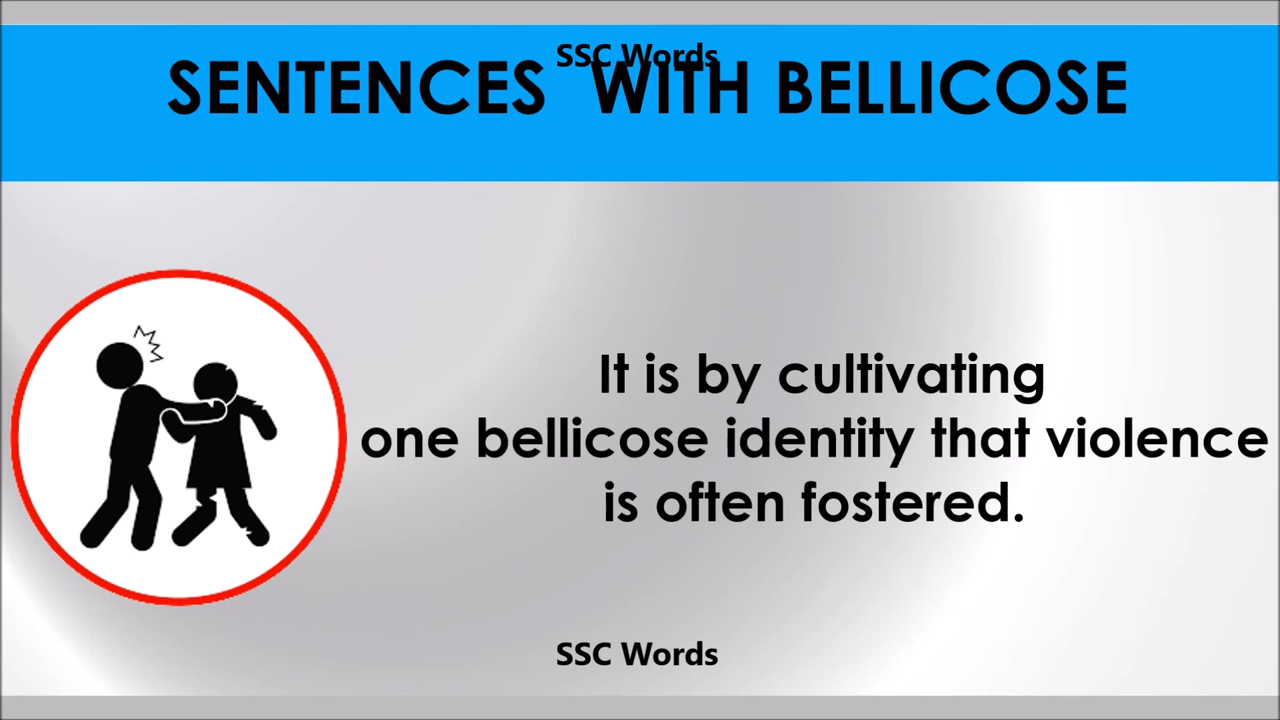 SSC Words
SENTENCES WITH BELLICOSE
It is by cultivating
one bellicose identity that violence
is often fostered.
SSC Words